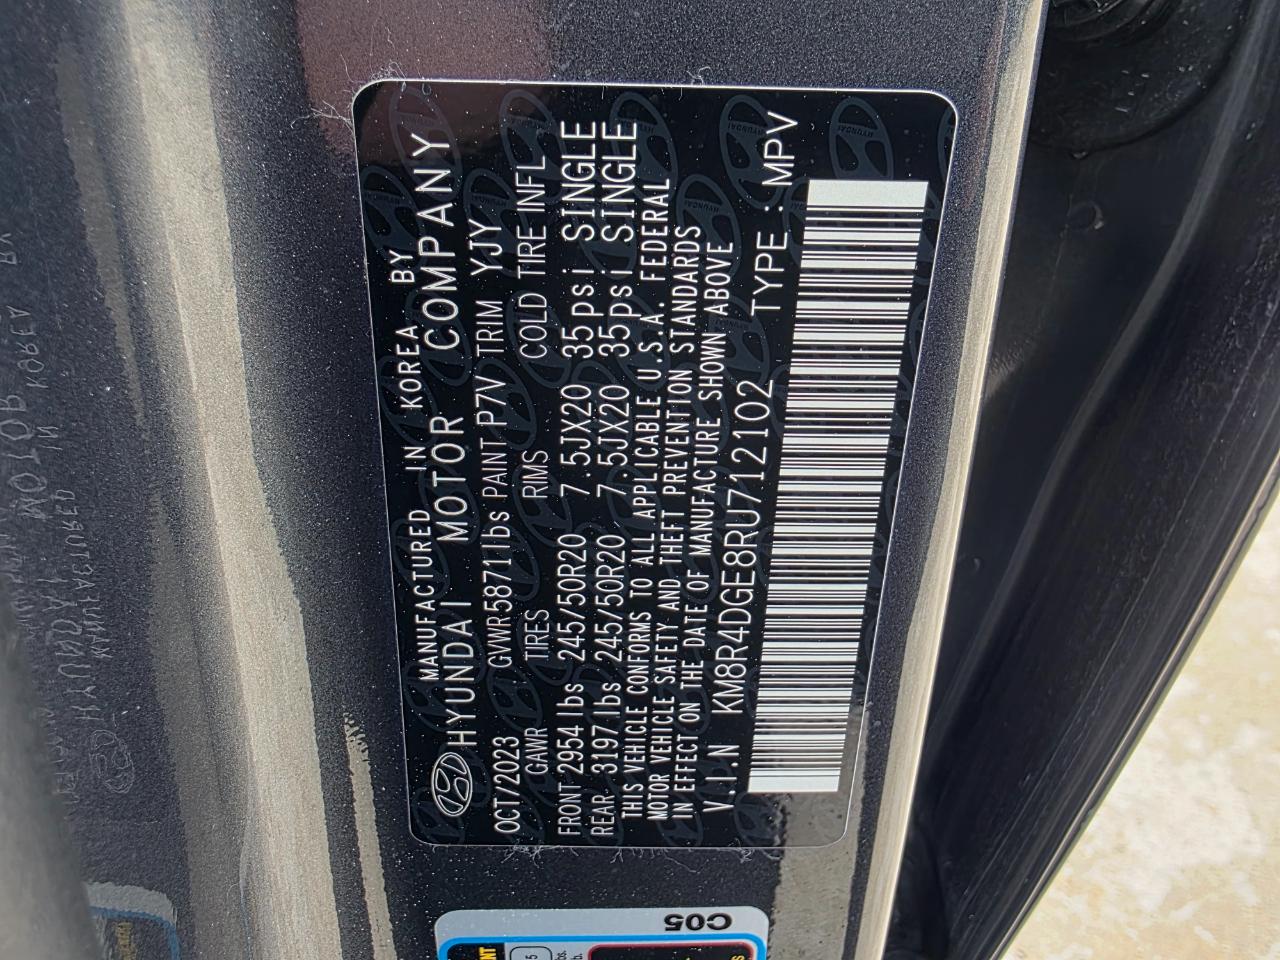 MANUFACTURED IN KOREA BY
HYUNDAI MOTOR COMPANY
OCT/2023 GVWR 5871lbs PAINT P7V TRIM YJY
GAWR TIRES RIMS COLD TIRE INFL
FRONT 2954lbs 245/50R20 7.5JX20 35psi SINGLE
REAR 3197lbs 245/50R20 7.5JX20 35psi SINGLE
THIS VEHICLE CONFORMS TO ALL APPLICABLE U.S.A. FEDERAL
MOTOR VEHICLE SAFETY AND THEFT PREVENTION STANDARDS
IN EFFECT ON THE DATE OF MANUFACTURE SHOWN ABOVE
V.I.N KM8R4DGE8RU712102 TYPE : MPV
C05